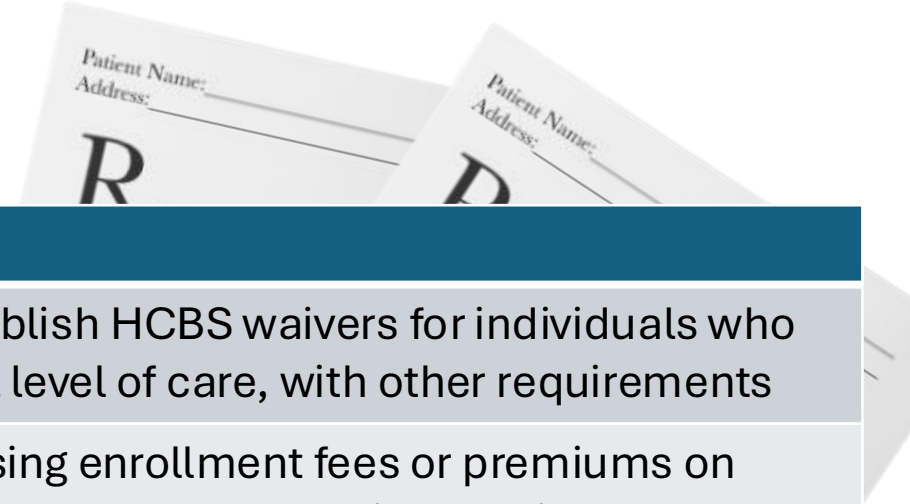 Patient Name:
Address:
R
Patient Name:
Address:
blish HCBS waivers for individuals who
level of care, with other requirements
sing enrollment fees or premiums on